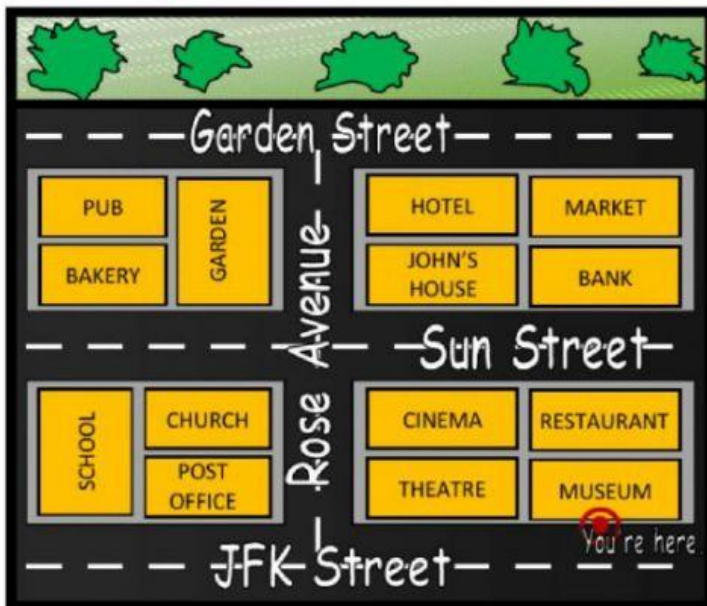 Garden Street
PUB
GARDEN
BAKERY
HOTEL
MARKET
JOHN'S
HOUSE
BANK
Rose Avenue
Sun Street
SCHOOL
CHURCH
POST
OFFICE
CINEMA
RESTAURANT
THEATRE
MUSEUM
You're here.
JFK Street